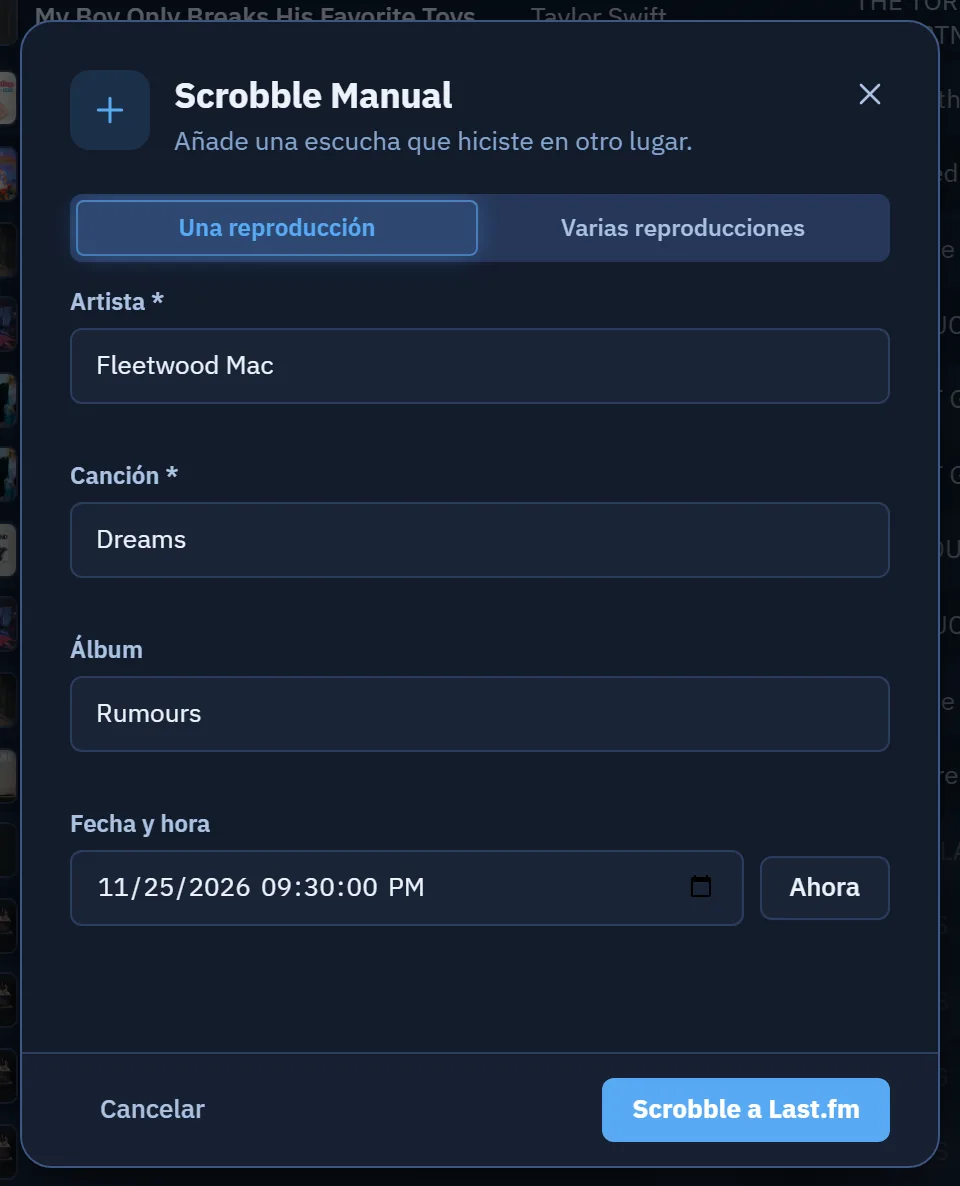 My Boy Only Breaks His Favorite Toys
Taylor Swift
THE TOR
Scrobble Manual
Añade una escucha que hiciste en otro lugar.
Una reproducción
Varias reproducciones
Artista *
Fleetwood Mac
Canción *
Dreams
Álbum
Rumours
Fecha y hora
11/25/2026 09:30:00 PM
Ahora
Cancelar
Scrobble a Last.fm